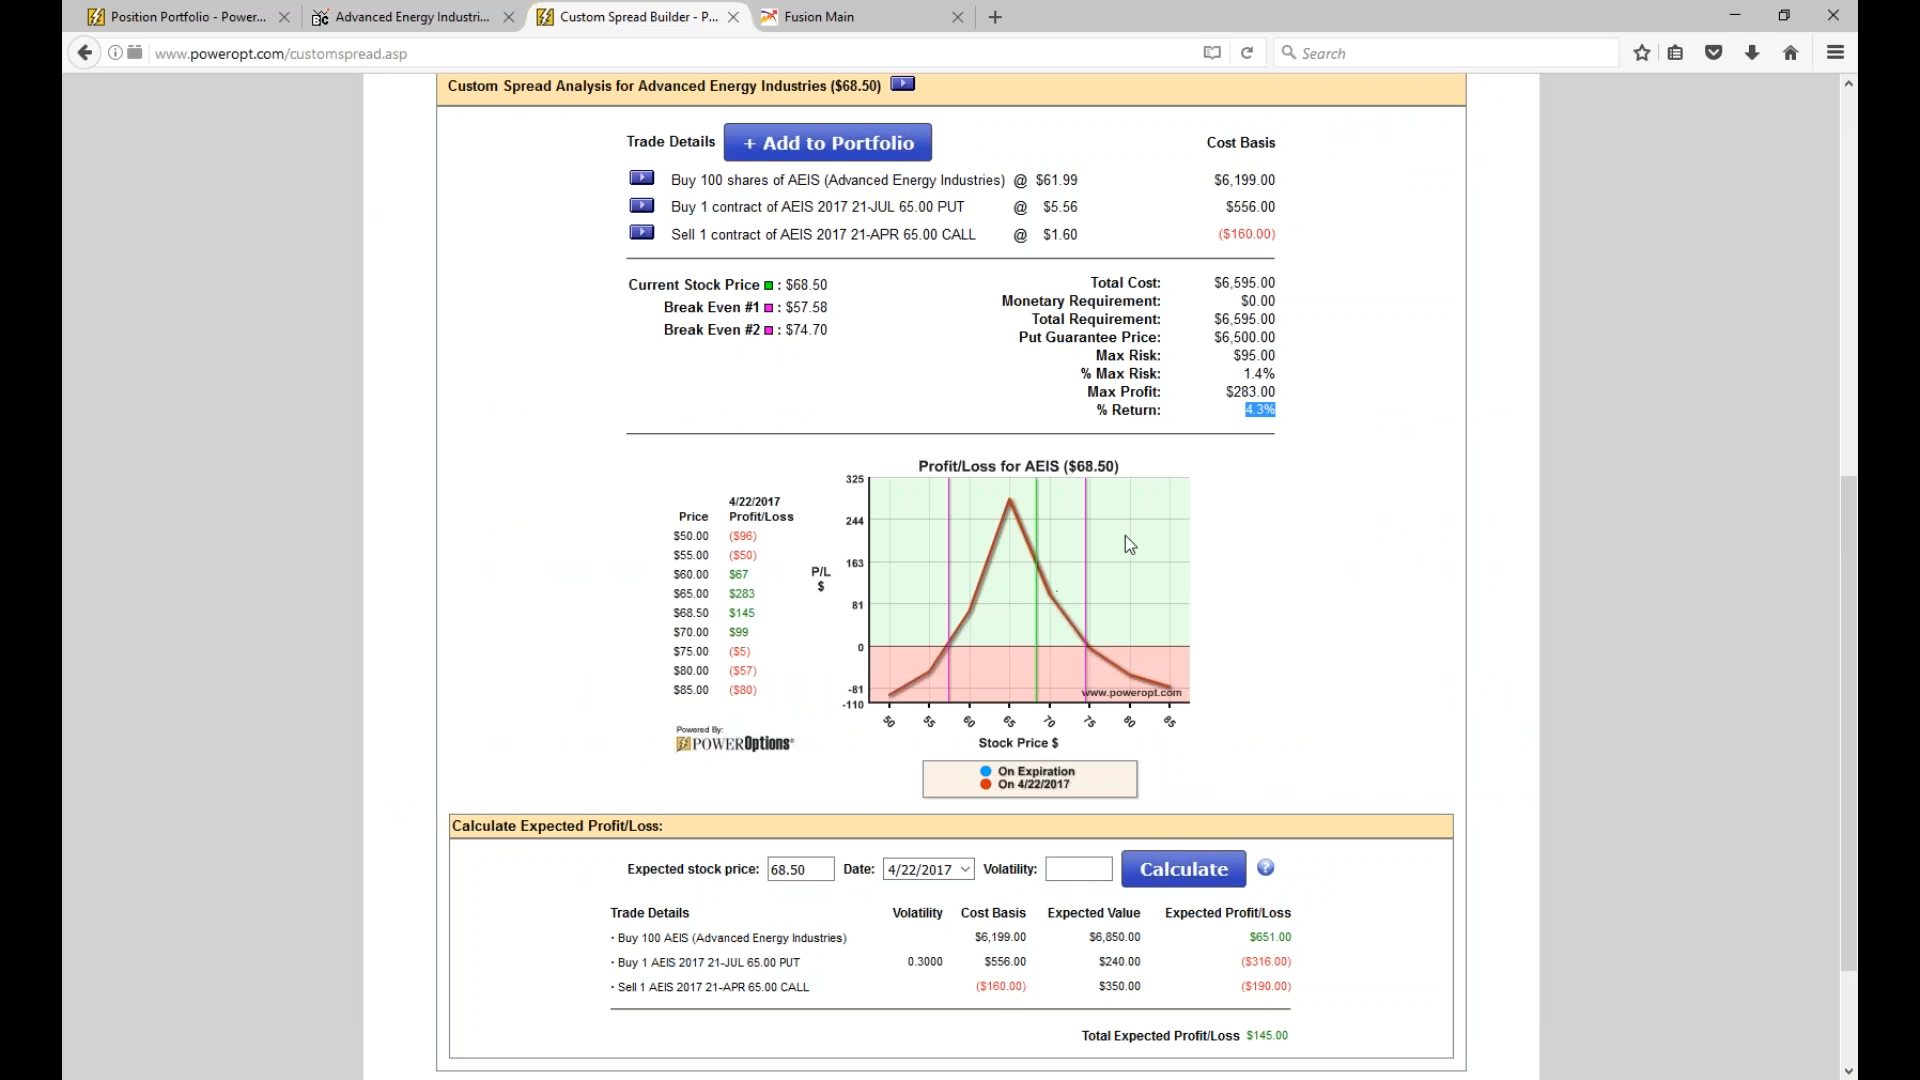 Position Portfolio - Power...
Advanced Energy Industri...
Custom Spread Builder - P...
Fusion Main
www.poweropt.com/customspread.asp
Search
Custom Spread Analysis for Advanced Energy Industries ($68.50)
Trade Details + Add to Portfolio Cost Basis
Buy 100 shares of AEIS (Advanced Energy Industries) @ $61.99 $6,199.00
Buy 1 contract of AEIS 2017 21-JUL 65.00 PUT @ $5.56 $556.00
Sell 1 contract of AEIS 2017 21-APR 65.00 CALL @ $1.60 ($160.00)
Current Stock Price : $68.50
Break Even #1 : $57.58
Break Even #2 : $74.70
Total Cost: $6,595.00
Monetary Requirement: $0.00
Total Requirement: $6,595.00
Put Guarantee Price: $6,500.00
Max Risk: $95.00
% Max Risk: 1.4%
Max Profit: $283.00
% Return: 4.3%
4/22/2017
Price Profit/Loss
$50.00 ($96)
$55.00 ($50)
$60.00 $67
$65.00 $283
$68.50 $145
$70.00 $99
$75.00 ($5)
$80.00 ($57)
$85.00 ($80)
Powered By:
POWEROptions®
Profit/Loss for AEIS ($68.50)
P/L
$
325
244
163
81
0
-81
-110
www.poweropt.com
50 55 60 65 70 75 80 85
Stock Price $
On Expiration
On 4/22/2017
Calculate Expected Profit/Loss:
Expected stock price: 68.50 Date: 4/22/2017 Volatility: Calculate ?
Trade Details Volatility Cost Basis Expected Value Expected Profit/Loss
· Buy 100 AEIS (Advanced Energy Industries) $6,199.00 $6,850.00 $651.00
· Buy 1 AEIS 2017 21-JUL 65.00 PUT 0.3000 $556.00 $240.00 ($316.00)
· Sell 1 AEIS 2017 21-APR 65.00 CALL ($160.00) $350.00 ($190.00)
Total Expected Profit/Loss $145.00